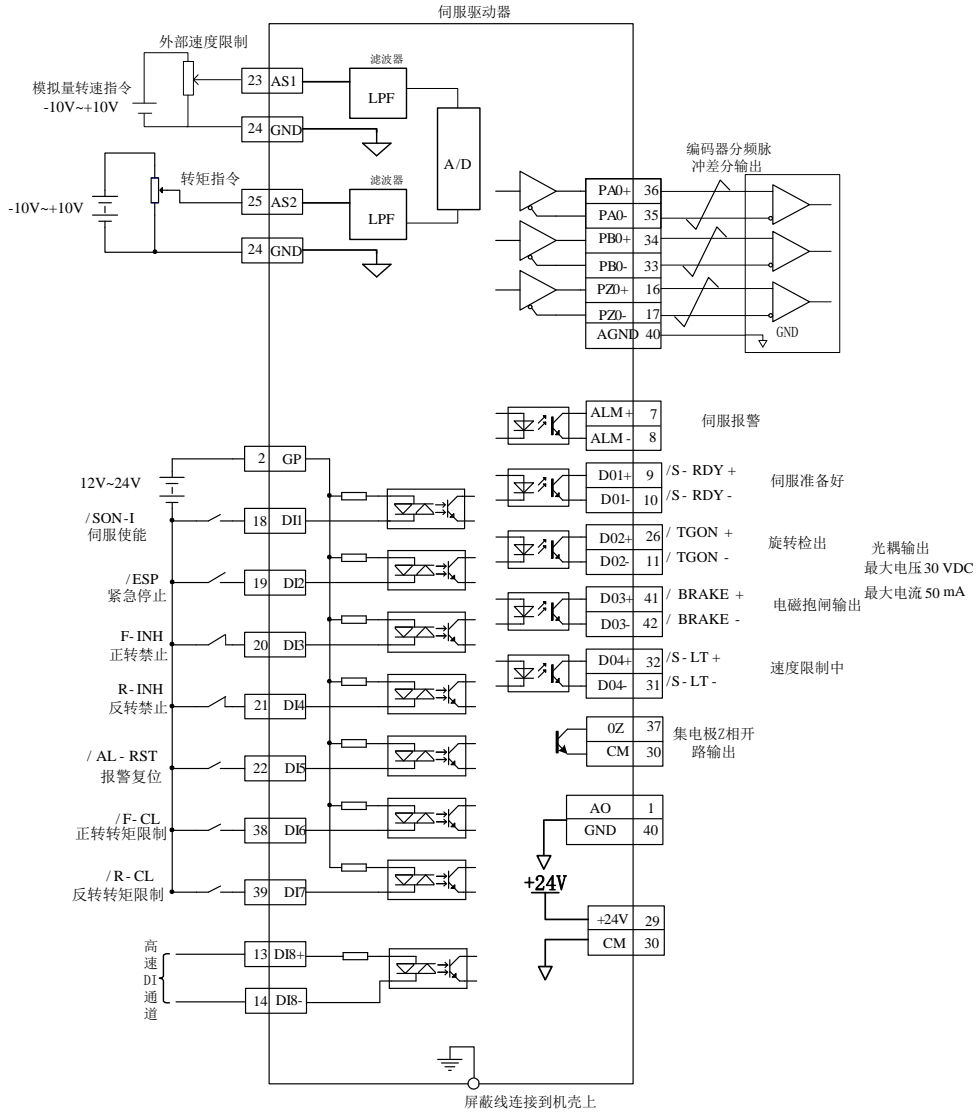 伺服驱动器
外部速度限制
模拟量转速指令
-10V~+10V
23 AS1
24 GND
滤波器
LPF
A/D
转矩指令
-10V~+10V
25 AS2
24 GND
滤波器
LPF
编码器分频脉
冲差分输出
PA0+ 36
PA0- 35
PB0+ 34
PB0- 33
PZ0+ 16
PZ0- 17
AGND 40
GND
ALM+ 7
ALM- 8
伺服报警
D01+ 9 /S-RDY+
D01- 10 /S-RDY-
伺服准备好
D02+ 26 / TGON +
D02- 11 / TGON -
旋转检出
D03+ 41 / BRAKE +
D03- 42 / BRAKE -
电磁抱闸输出
光耦输出
最大电压30 VDC
最大电流50 mA
D04+ 32 /S-LT+
D04- 31 /S-LT-
速度限制中
0Z 37
CM 30
集电极Z相开
路输出
AO 1
GND 40
+24V
+24V 29
CM 30
2 GP
12V~24V
/SON-I
伺服使能
18 DI1
/ESP
紧急停止
19 DI2
F-INH
正转禁止
20 DI3
R-INH
反转禁止
21 DI4
/AL-RST
报警复位
22 DI5
/F-CL
正转转矩限制
38 DI6
/R-CL
反转转矩限制
39 DI7
高
速
DI
通
道
13 DI8+
14 DI8-
屏蔽线连接到机壳上